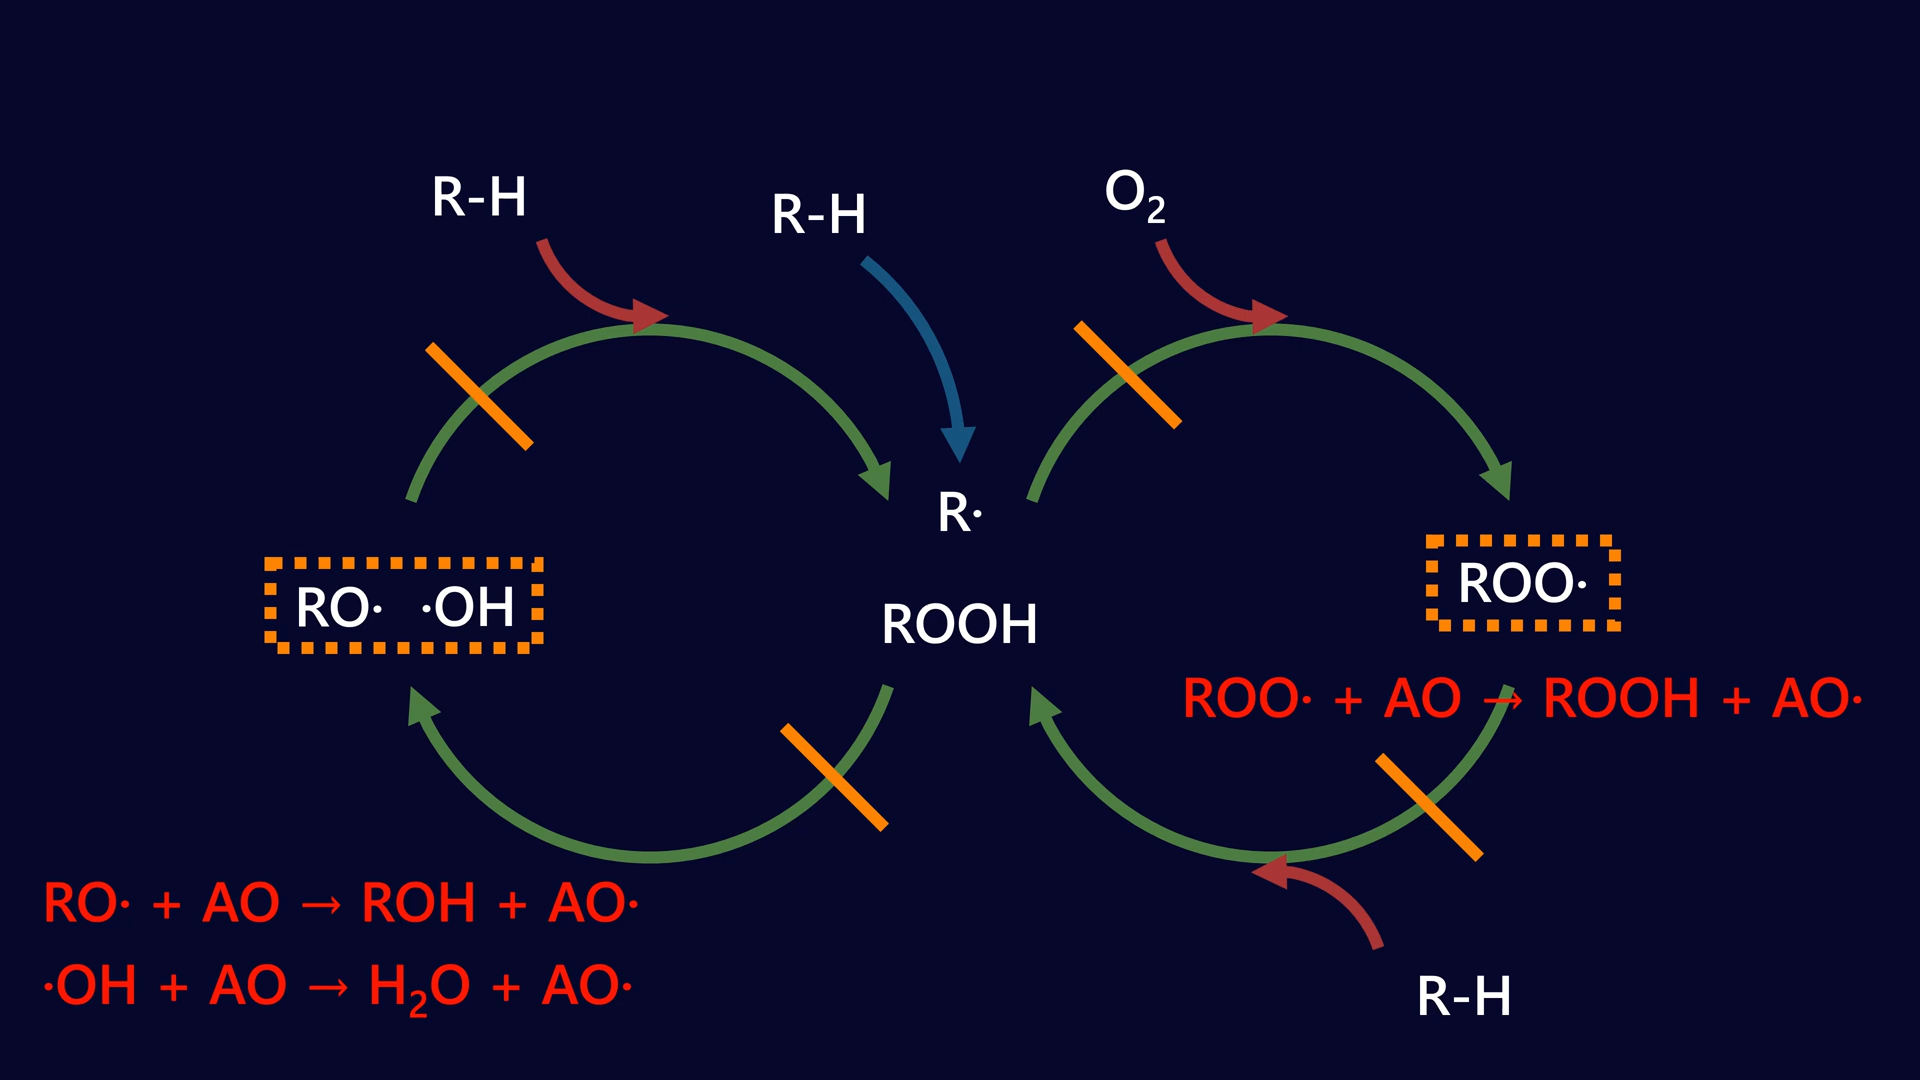 R-H
R-H
O₂
R·
RO· ·OH
ROOH
ROO·
ROO· + AO → ROOH + AO·
RO· + AO → ROH + AO·
·OH + AO → H₂O + AO·
R-H